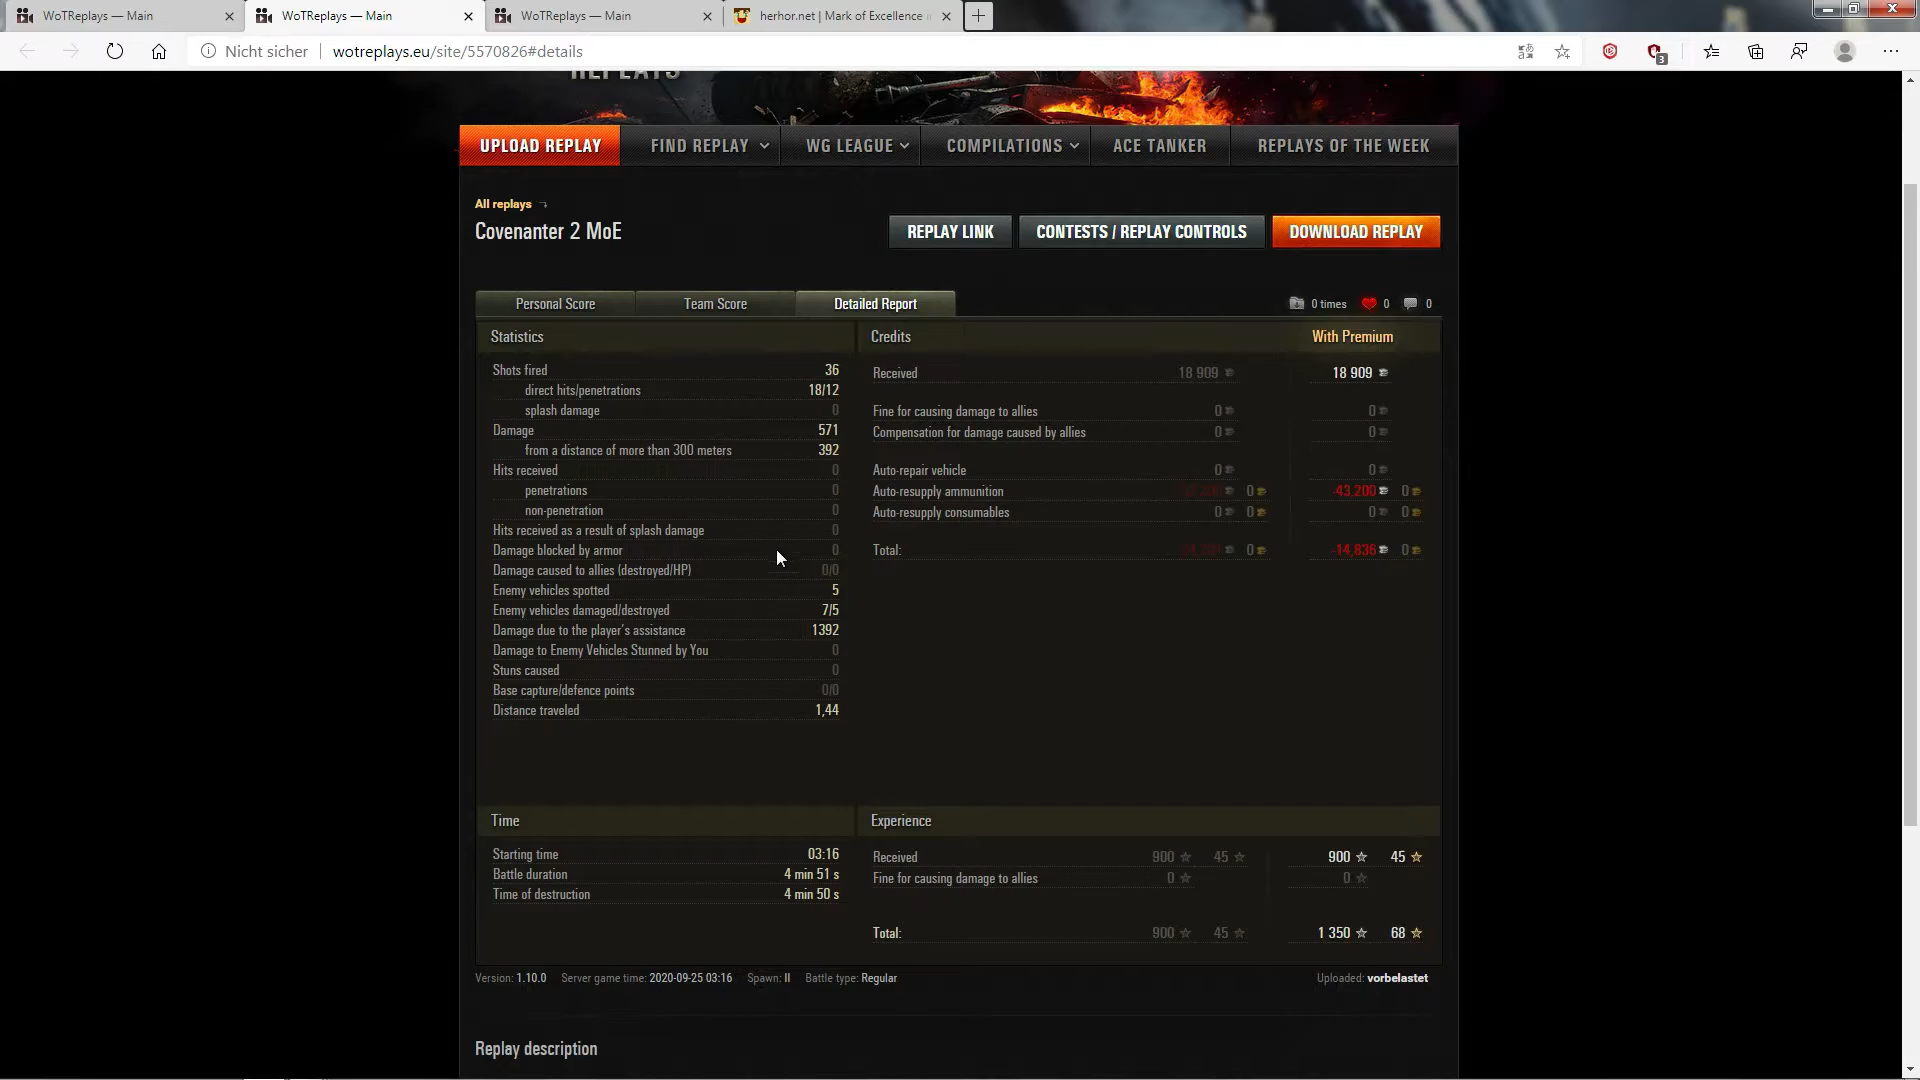 WoTReplays — Main
WoTReplays — Main
WoTReplays — Main
herhor.net | Mark of Excellence
Nicht sicher
wotreplays.eu/site/5570826#details
3
REPLAYS
UPLOAD REPLAY
FIND REPLAY
WG LEAGUE
COMPILATIONS
ACE TANKER
REPLAYS OF THE WEEK
All replays
Covenanter 2 MoE
REPLAY LINK
CONTESTS / REPLAY CONTROLS
DOWNLOAD REPLAY
Personal Score
Team Score
Detailed Report
0 times 0 0
Statistics
Shots fired 36
direct hits/penetrations 18/12
splash damage 0
Damage 571
from a distance of more than 300 meters 392
Hits received 0
penetrations 0
non-penetration 0
Hits received as a result of splash damage 0
Damage blocked by armor 0
Damage caused to allies (destroyed/HP) 0/0
Enemy vehicles spotted 5
Enemy vehicles damaged/destroyed 7/5
Damage due to the player's assistance 1392
Damage to Enemy Vehicles Stunned by You 0
Stuns caused 0
Base capture/defence points 0/0
Distance traveled 1,44
Credits With Premium
Received 18 909 18 909
Fine for causing damage to allies 0 0
Compensation for damage caused by allies 0 0
Auto-repair vehicle 0 0
Auto-resupply ammunition 0 -43,200 0
Auto-resupply consumables 0 0 0 0
Total: 0 -14,836 0
Time
Starting time 03:16
Battle duration 4 min 51 s
Time of destruction 4 min 50 s
Experience
Received 900 45 900 45
Fine for causing damage to allies 0 0
Total: 900 45 1 350 68
Version: 1.10.0 Server game time: 2020-09-25 03:16 Spawn: II Battle type: Regular
Uploaded: vorbelastet
Replay description